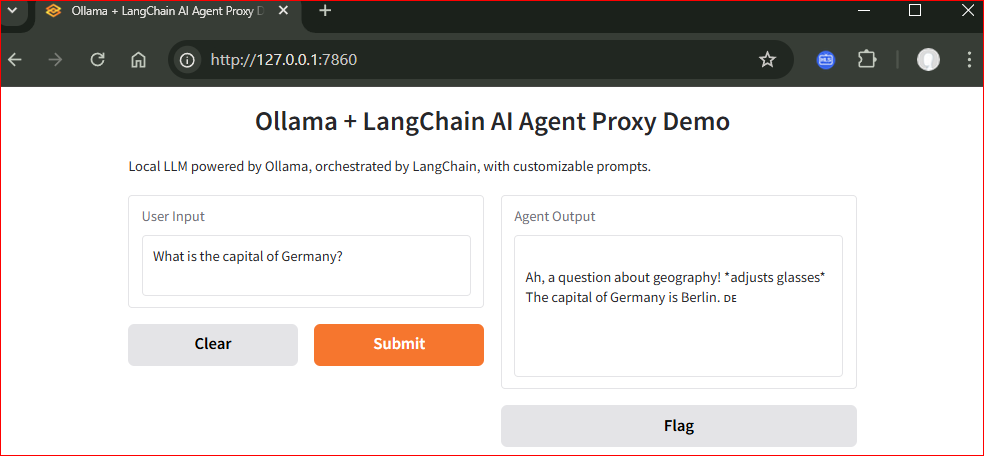 Ollama + LangChain AI Agent Proxy D
http://127.0.0.1:7860
Ollama + LangChain AI Agent Proxy Demo
Local LLM powered by Ollama, orchestrated by LangChain, with customizable prompts.
User Input
What is the capital of Germany?
Clear
Submit
Agent Output
Ah, a question about geography! *adjusts glasses*
The capital of Germany is Berlin. 🇩🇪
Flag